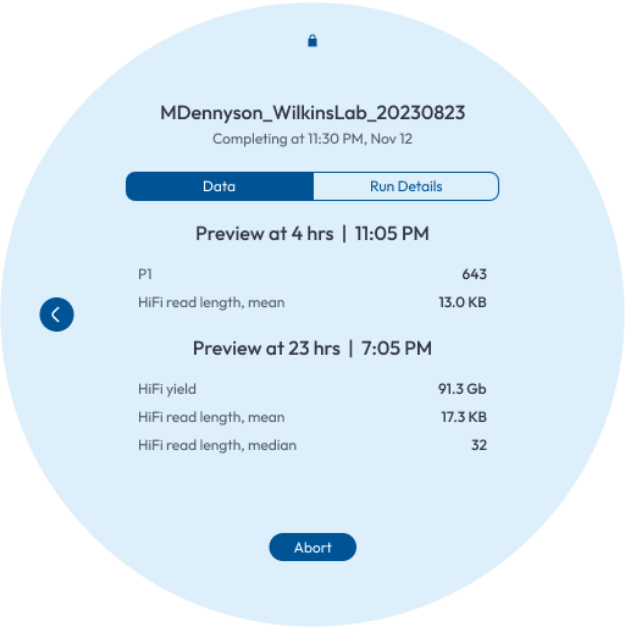 MDennyson_WilkinsLab_20230823
Completing at 11:30 PM, Nov 12
Data Run Details
Preview at 4 hrs | 11:05 PM
P1 643
HiFi read length, mean 13.0 KB
Preview at 23 hrs | 7:05 PM
HiFi yield 91.3 Gb
HiFi read length, mean 17.3 KB
HiFi read length, median 32
Abort